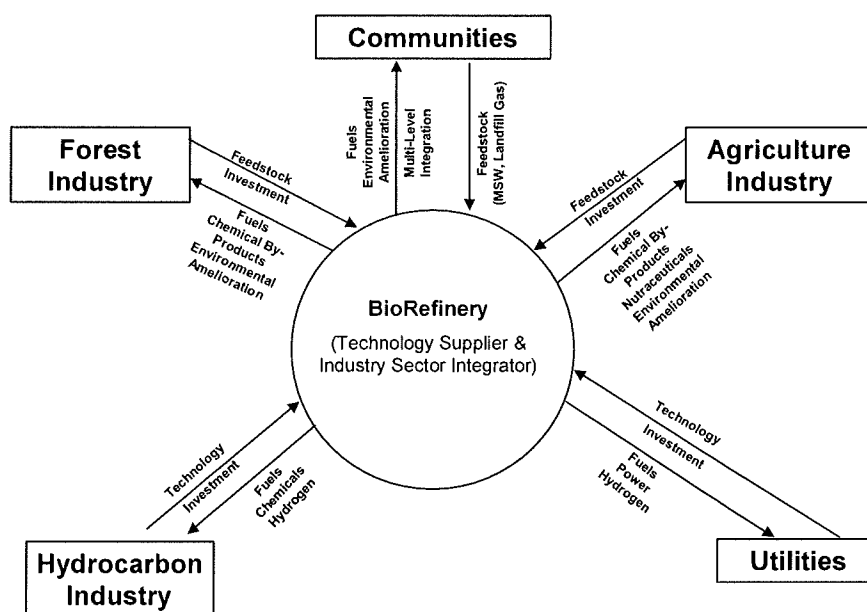 Communities
Fuels
Environmental
Amelioration
Multi-Level
Integration
Feedstock
(MSW, Landfill Gas)
Forest
Industry
Feedstock
Investment
Fuels
Chemical By-
Products
Environmental
Amelioration
Agriculture
Industry
Feedstock
Investment
Fuels
Chemical By-
Products
Nutraceuticals
Environmental
Amelioration
BioRefinery
(Technology Supplier &
Industry Sector Integrator)
Technology
Investment
Fuels
Chemicals
Hydrogen
Hydrocarbon
Industry
Technology
Investment
Fuels
Power
Hydrogen
Utilities